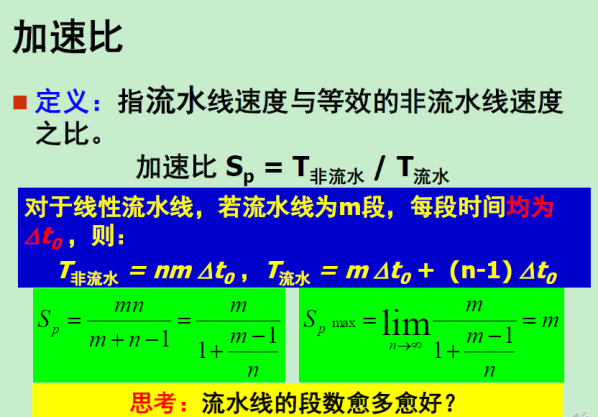 加速比
■ 定义：指流水线速度与等效的非流水线速度
之比。
加速比 Sp = T非流水 / T流水
对于线性流水线，若流水线为m段，每段时间均为
Δt0 ，则：
T非流水 = nm Δt0 ，T流水 = m Δt0 + (n-1) Δt0
Sp = mn / (m + n − 1) = m / (1 + (m − 1) / n)
Sp max = lim n→∞ m / (1 + (m − 1) / n) = m
思考：流水线的段数愈多愈好？